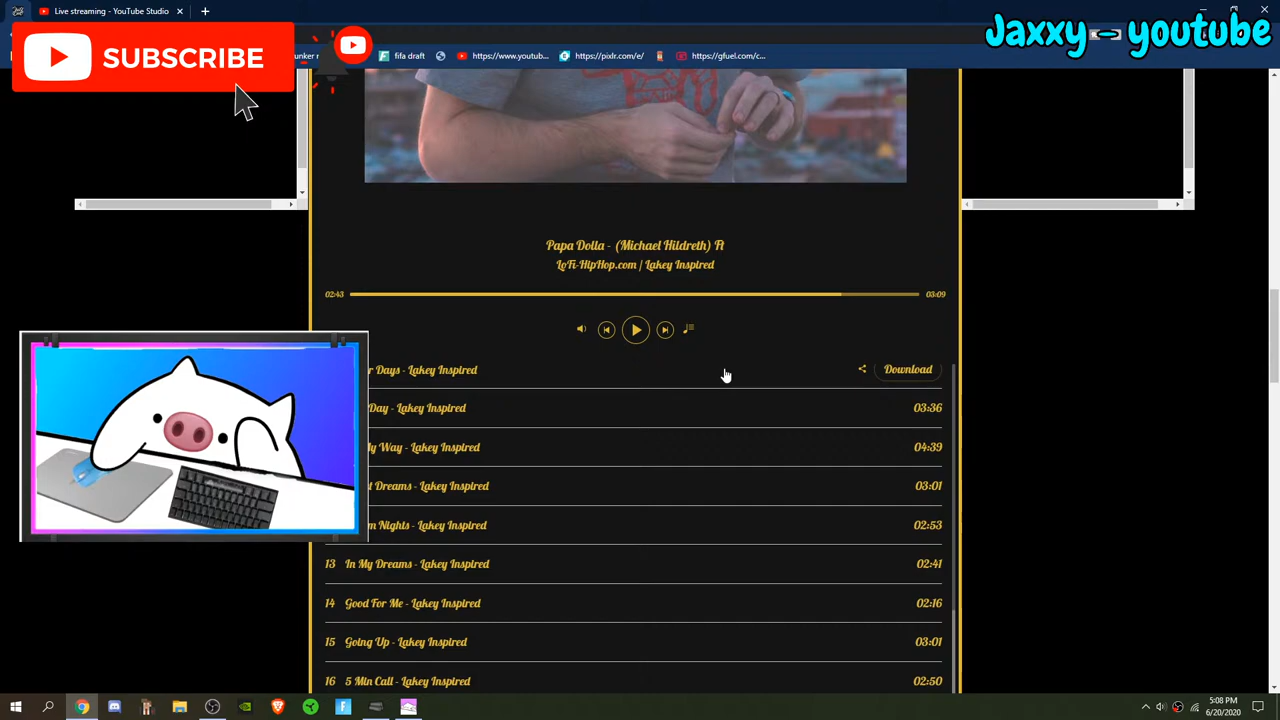 Live streaming - YouTube Studio
SUBSCRIBE
Jaxxy - youtube
fifa draft
https://www.youtub...
https://pixlr.com/e/
https://gfuel.com/c...
Papa Dolla - (Michael Hildreth) Ft
LoFi-HipHop.com / Lakey Inspired
02:43
03:09
r Days - Lakey Inspired
Download
Day - Lakey Inspired
03:36
My Way - Lakey Inspired
04:39
t Dreams - Lakey Inspired
03:01
m Nights - Lakey Inspired
02:53
13 In My Dreams - Lakey Inspired
02:41
14 Good For Me - Lakey Inspired
02:16
15 Going Up - Lakey Inspired
03:01
16 5 Min Call - Lakey Inspired
02:50
5:08 PM
6/20/2020